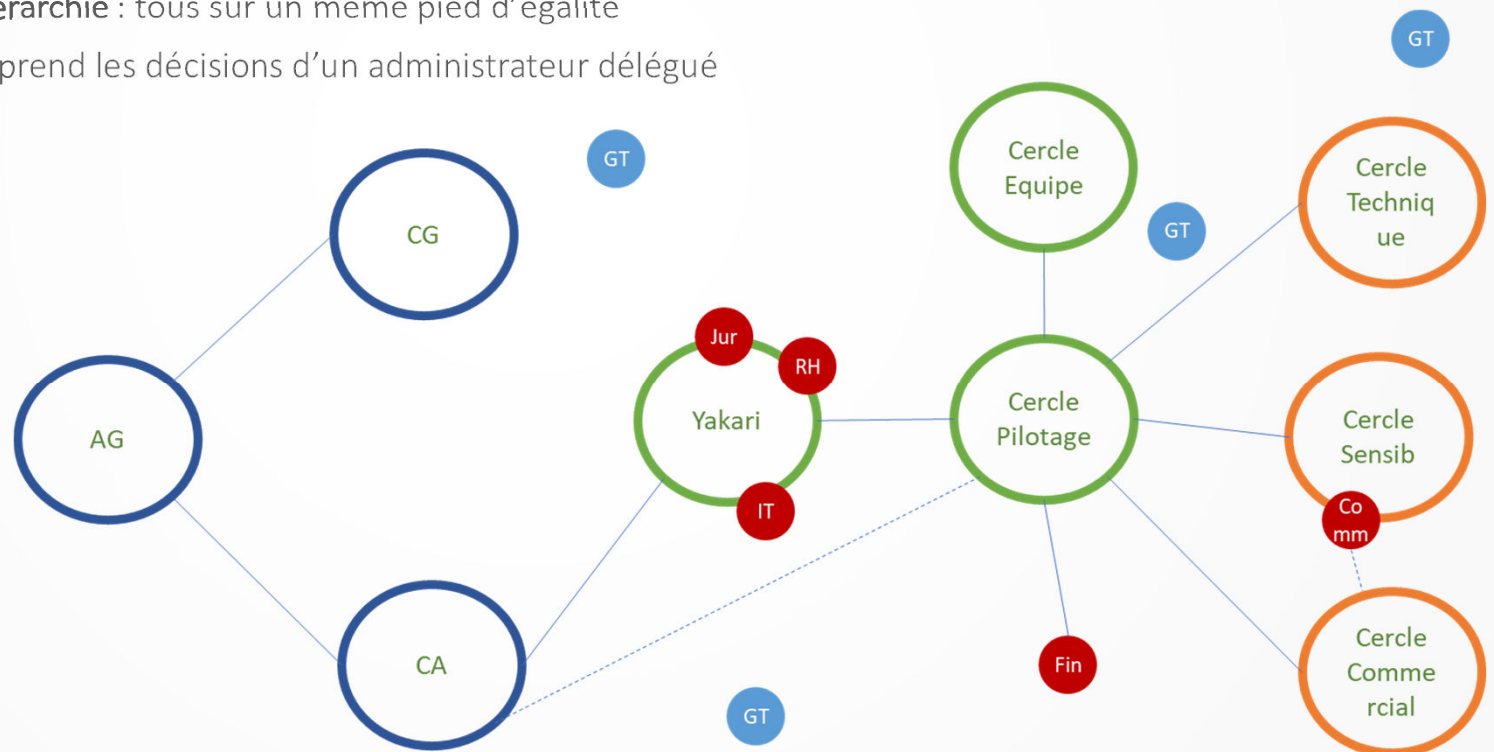 érarchie : tous sur un même pied d'égalité
prend les décisions d'un administrateur délégué
GT
GT
Cercle
Equipe
Cercle
Techniq
ue
CG
GT
Jur
RH
Yakari
Cercle
Pilotage
Cercle
Sensib
AG
IT
Co
mm
CA
Fin
Cercle
Comme
rcial
GT